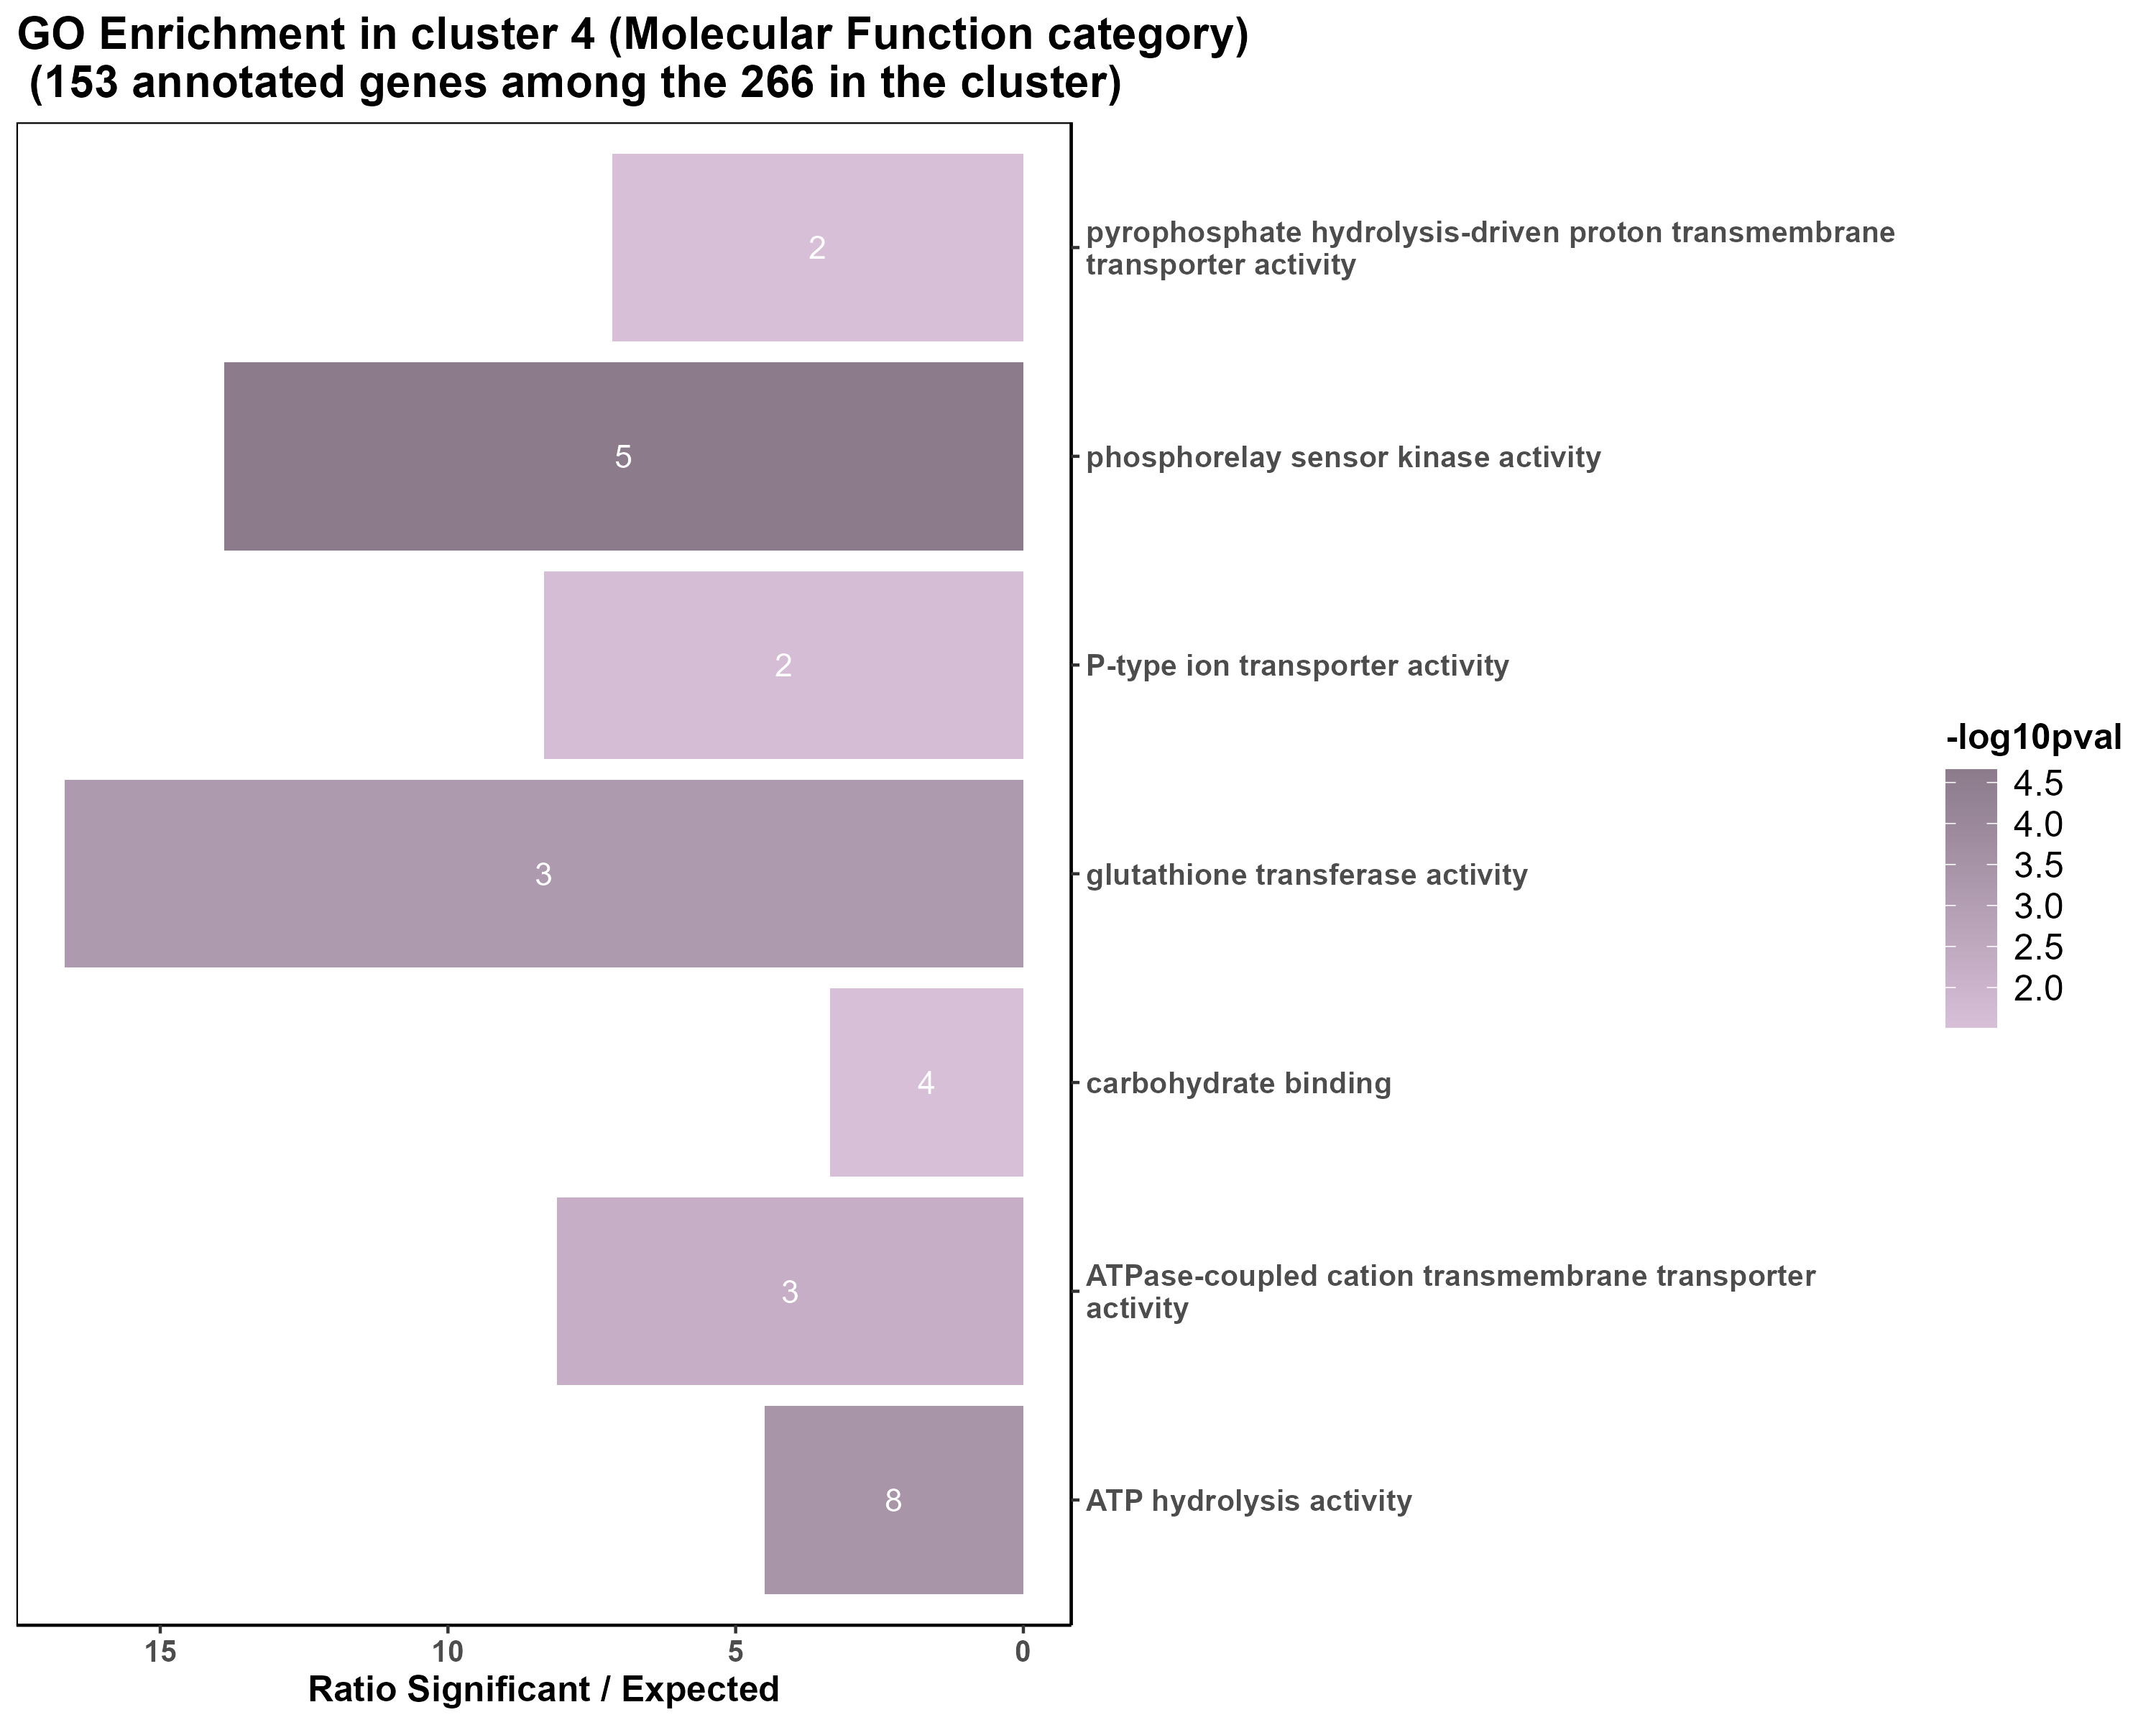 GO Enrichment in cluster 4 (Molecular Function category)
(153 annotated genes among the 266 in the cluster)
2
pyrophosphate hydrolysis-driven proton transmembrane
transporter activity
5
phosphorelay sensor kinase activity
2
P-type ion transporter activity
3
glutathione transferase activity
4
carbohydrate binding
3
ATPase-coupled cation transmembrane transporter
activity
8
ATP hydrolysis activity
15 10 5 0
Ratio Significant / Expected
-log10pval
4.5
4.0
3.5
3.0
2.5
2.0